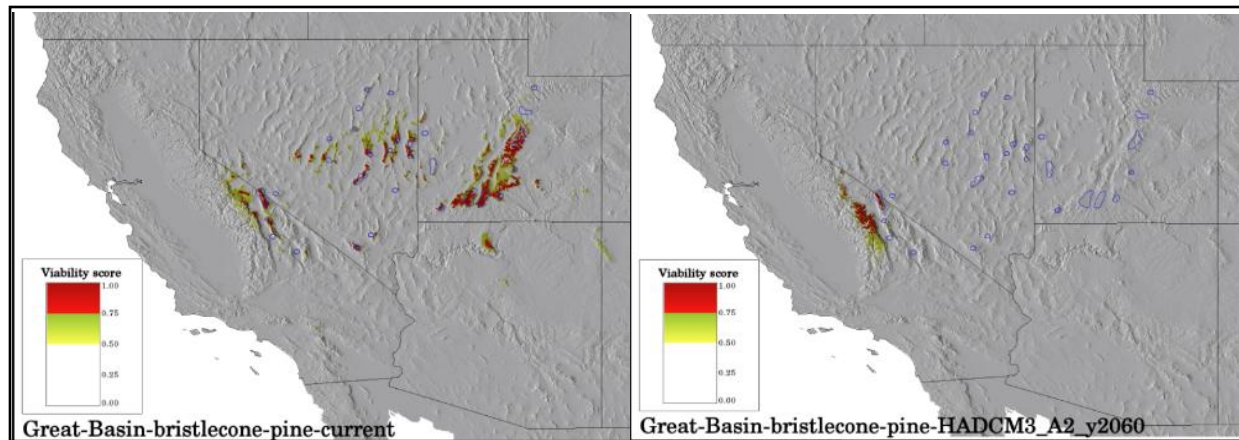 Viability score
1.00
0.75
0.50
0.25
0.00
Great-Basin-bristlecone-pine-current
Viability score
1.00
0.75
0.50
0.25
0.00
Great-Basin-bristlecone-pine-HADCM3_A2_y2060